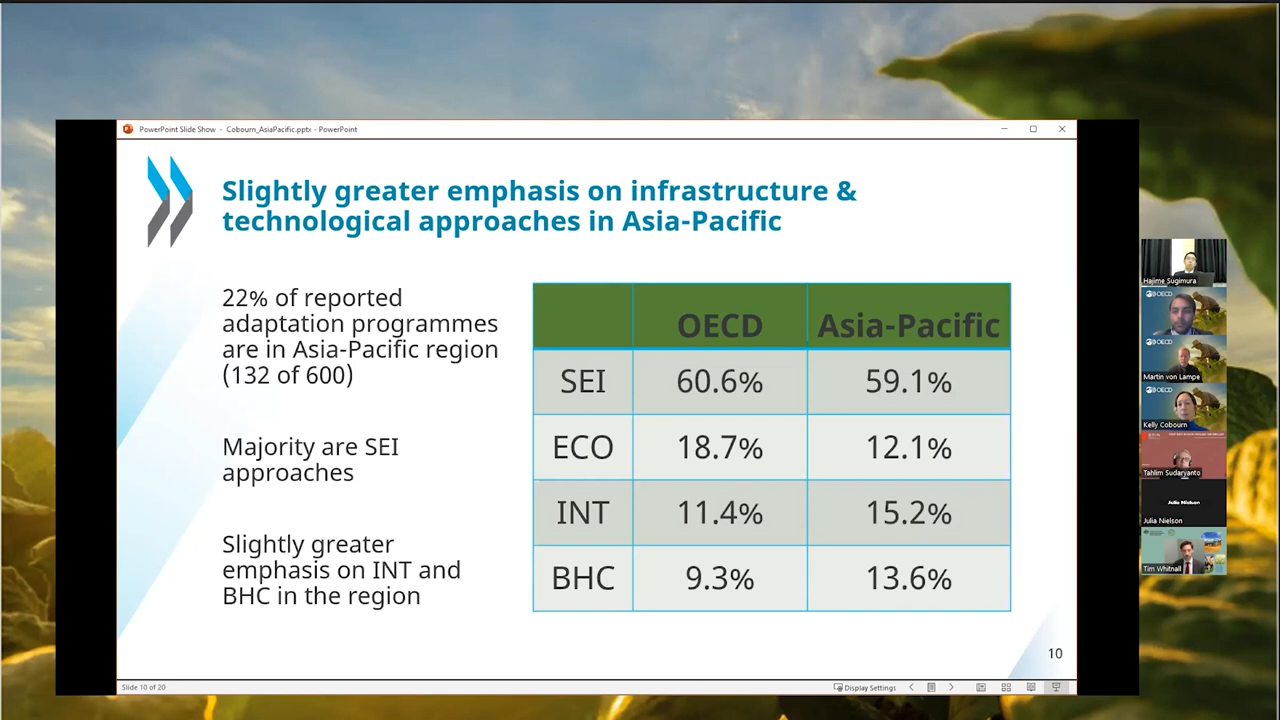 PowerPoint Slide Show - Cobourn_AsiaPacific.pptx - PowerPoint
Slightly greater emphasis on infrastructure &
technological approaches in Asia-Pacific
22% of reported
adaptation programmes
are in Asia-Pacific region
(132 of 600)
Majority are SEI
approaches
Slightly greater
emphasis on INT and
BHC in the region
OECD Asia-Pacific
SEI 60.6% 59.1%
ECO 18.7% 12.1%
INT 11.4% 15.2%
BHC 9.3% 13.6%
10
Slide 10 of 20
Display Settings
Hajime Sugimura
OECD
OECD
Martin von Lampe
OECD
Kelly Cobourn
Tahlim Sudaryanto
Julia Nielson
Julia Nielson
Tim Whitnall